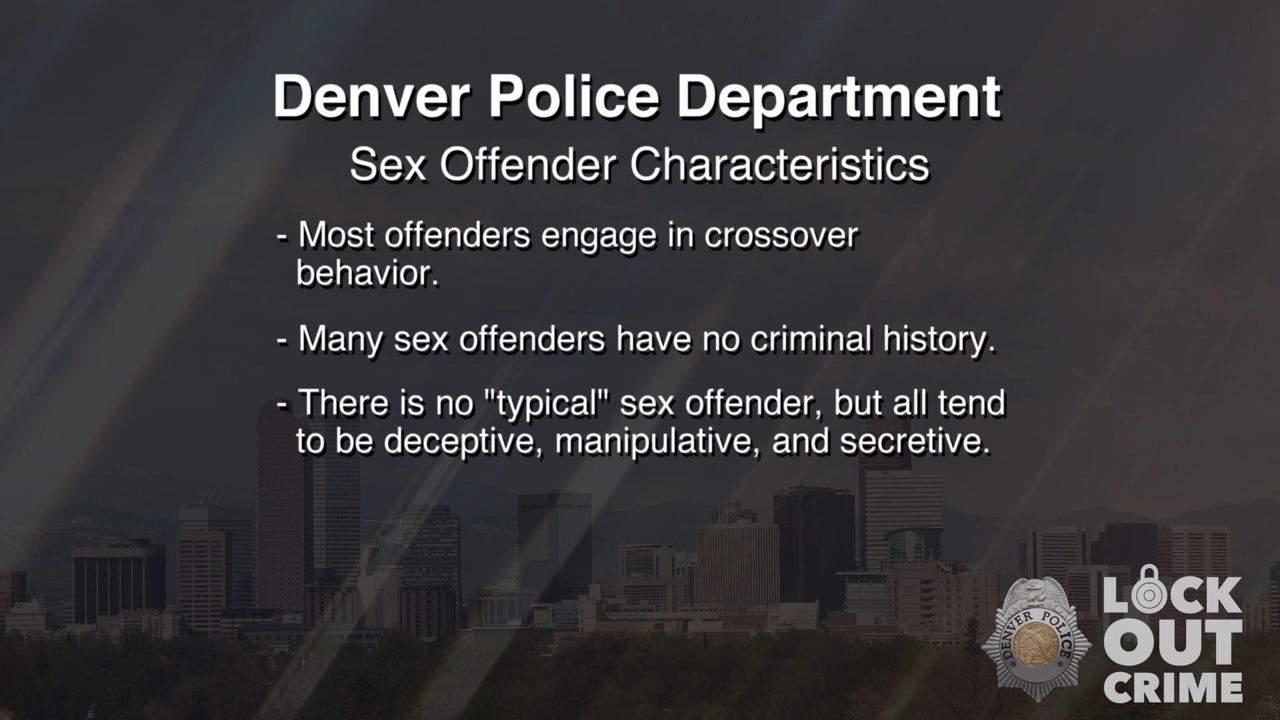 Denver Police Department
Sex Offender Characteristics
- Most offenders engage in crossover
behavior.
- Many sex offenders have no criminal history.
- There is no "typical" sex offender, but all tend
to be deceptive, manipulative, and secretive.
DENVER POLICE
LOCK
OUT
CRIME